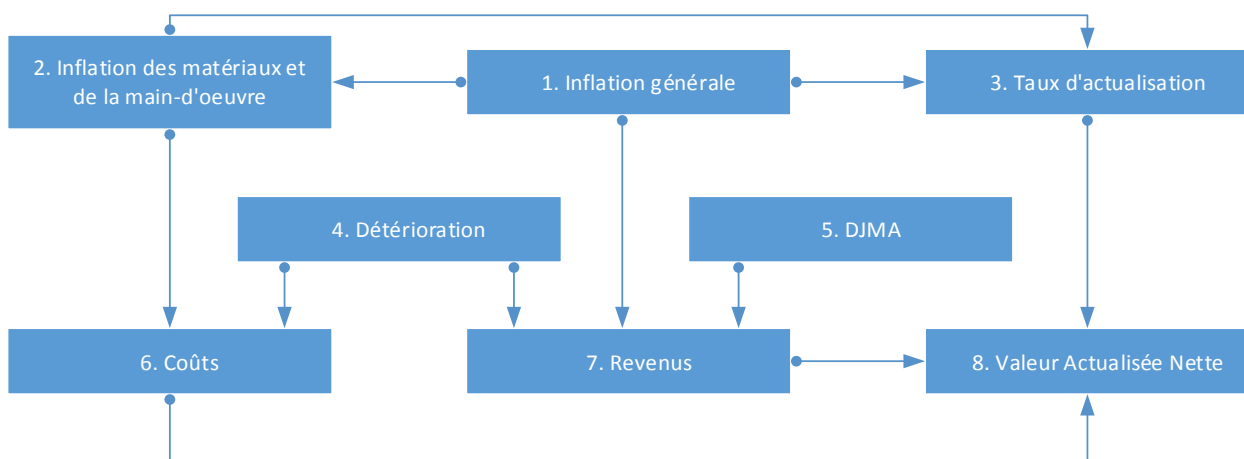 2. Inflation des matériaux et
de la main-d'oeuvre
1. Inflation générale
3. Taux d'actualisation
4. Détérioration
5. DJMA
6. Coûts
7. Revenus
8. Valeur Actualisée Nette